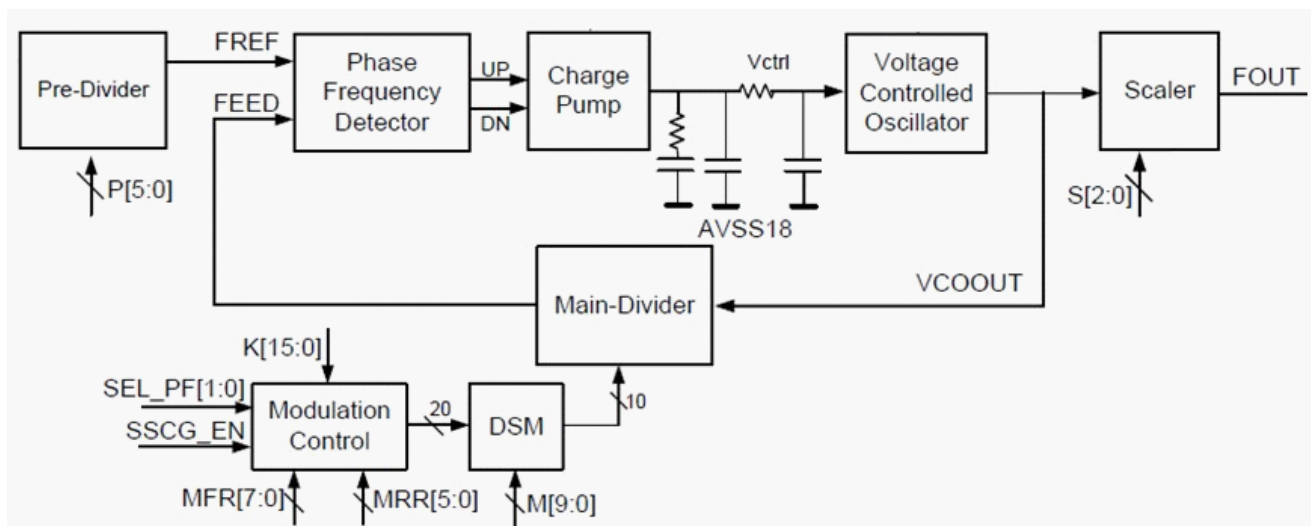 Pre-Divider
P[5:0]
FREF
FEED
Phase
Frequency
Detector
UP
DN
Charge
Pump
Vctrl
AVSS18
Voltage
Controlled
Oscillator
Scaler
S[2:0]
FOUT
VCOOUT
Main-Divider
K[15:0]
SEL_PF[1:0]
SSCG_EN
Modulation
Control
20
DSM
10
MFR[7:0]
MRR[5:0]
M[9:0]